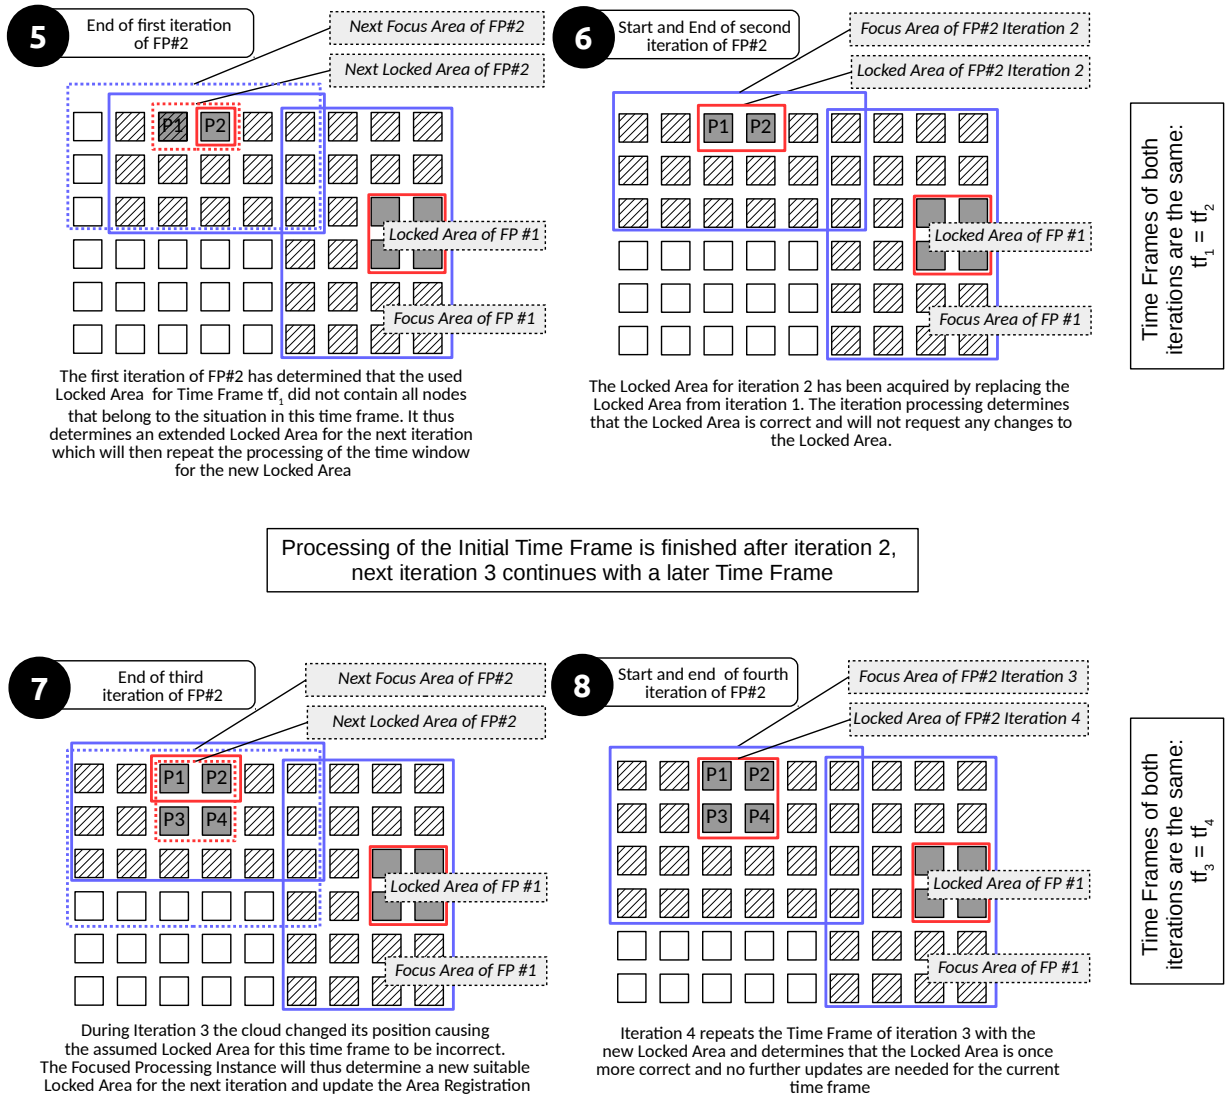 5
End of first iteration
of FP#2
Next Focus Area of FP#2
Next Locked Area of FP#2
P1 P2
Locked Area of FP #1
Focus Area of FP #1
The first iteration of FP#2 has determined that the used
Locked Area for Time Frame tf1 did not contain all nodes
that belong to the situation in this time frame. It thus
determines an extended Locked Area for the next iteration
which will then repeat the processing of the time window
for the new Locked Area
6
Start and End of second
iteration of FP#2
Focus Area of FP#2 Iteration 2
Locked Area of FP#2 Iteration 2
P1 P2
Locked Area of FP #1
Focus Area of FP #1
The Locked Area for iteration 2 has been acquired by replacing the
Locked Area from iteration 1. The iteration processing determines
that the Locked Area is correct and will not request any changes to
the Locked Area.
Time Frames of both
iterations are the same:
tf1 = tf2
Processing of the Initial Time Frame is finished after iteration 2,
next iteration 3 continues with a later Time Frame
7
End of third
iteration of FP#2
Next Focus Area of FP#2
Next Locked Area of FP#2
P1 P2
P3 P4
Locked Area of FP #1
Focus Area of FP #1
During Iteration 3 the cloud changed its position causing
the assumed Locked Area for this time frame to be incorrect.
The Focused Processing Instance will thus determine a new suitable
Locked Area for the next iteration and update the Area Registration
8
Start and end of fourth
iteration of FP#2
Focus Area of FP#2 Iteration 3
Locked Area of FP#2 Iteration 4
P1 P2
P3 P4
Locked Area of FP #1
Focus Area of FP #1
Iteration 4 repeats the Time Frame of iteration 3 with the
new Locked Area and determines that the Locked Area is once
more correct and no further updates are needed for the current
time frame
Time Frames of both
iterations are the same:
tf3 = tf4